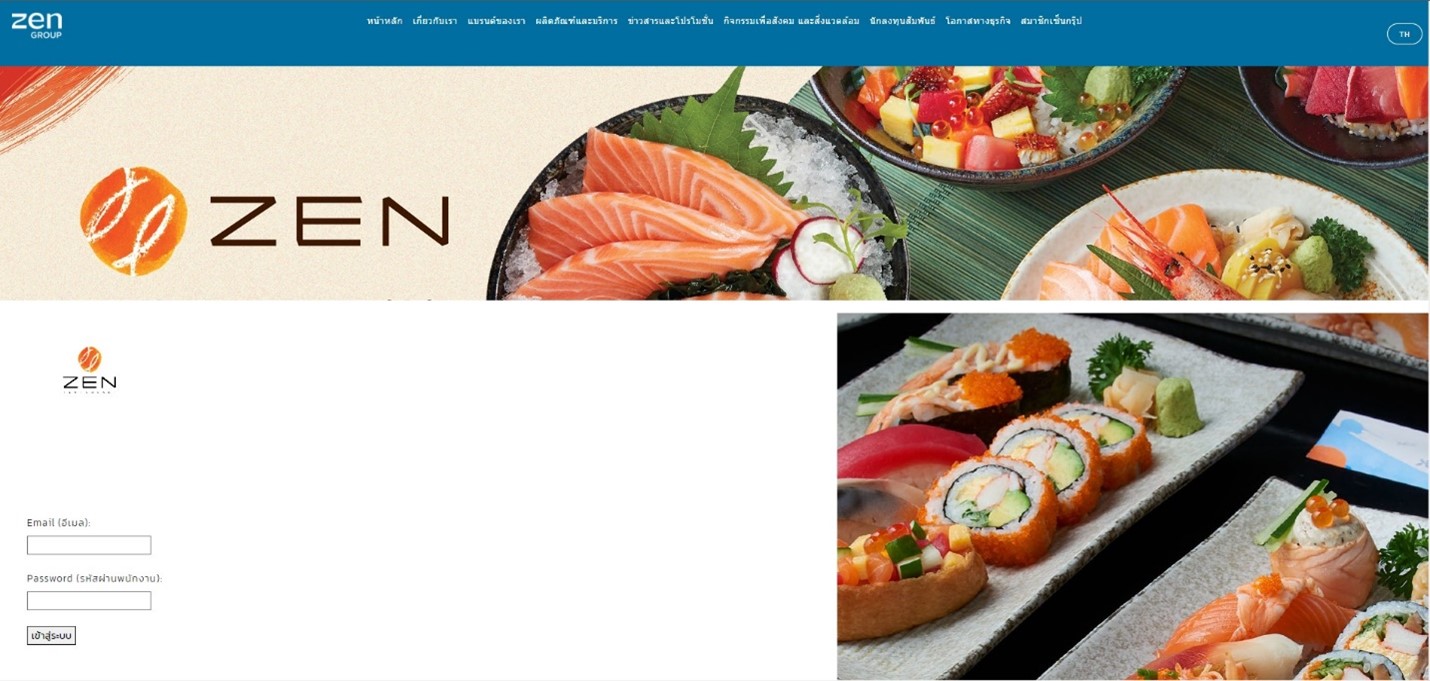 zen
GROUP
หน้าหลัก เกี่ยวกับเรา แบรนด์ของเรา ผลิตภัณฑ์และบริการ ข่าวสารและโปรโมชั่น กิจกรรมเพื่อสังคม และสิ่งแวดล้อม นักลงทุนสัมพันธ์ โอกาสทางธุรกิจ สมาชิกเซ็นกรุ๊ป
TH
ZEN
ZEN
Email (อีเมล):
Password (รหัสผ่านพนักงาน):
เข้าสู่ระบบ